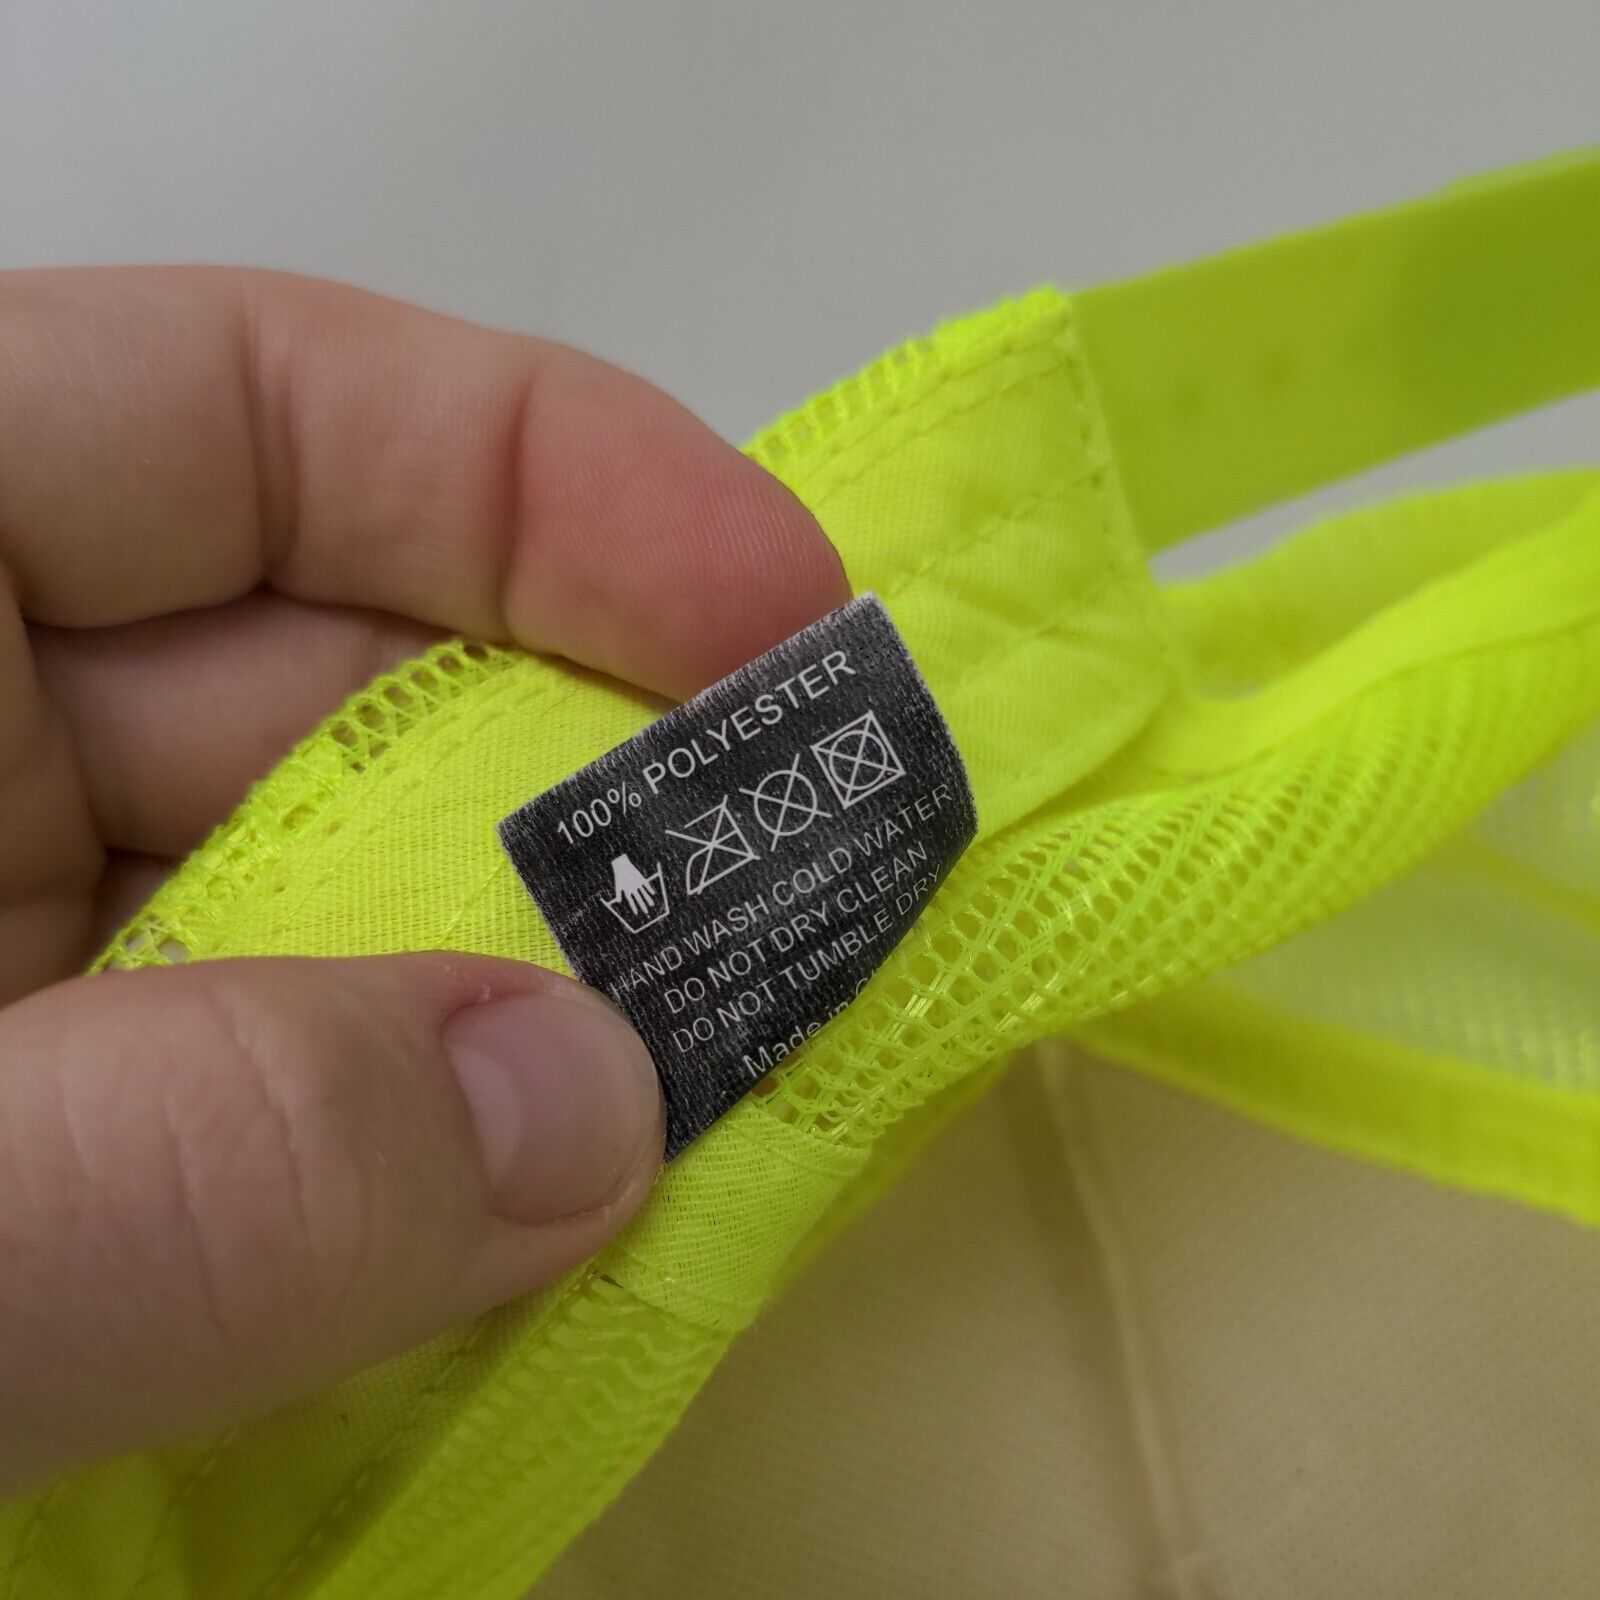 100% POLYESTER
HAND WASH COLD WATER
DO NOT DRY CLEAN
DO NOT TUMBLE DRY
Made in